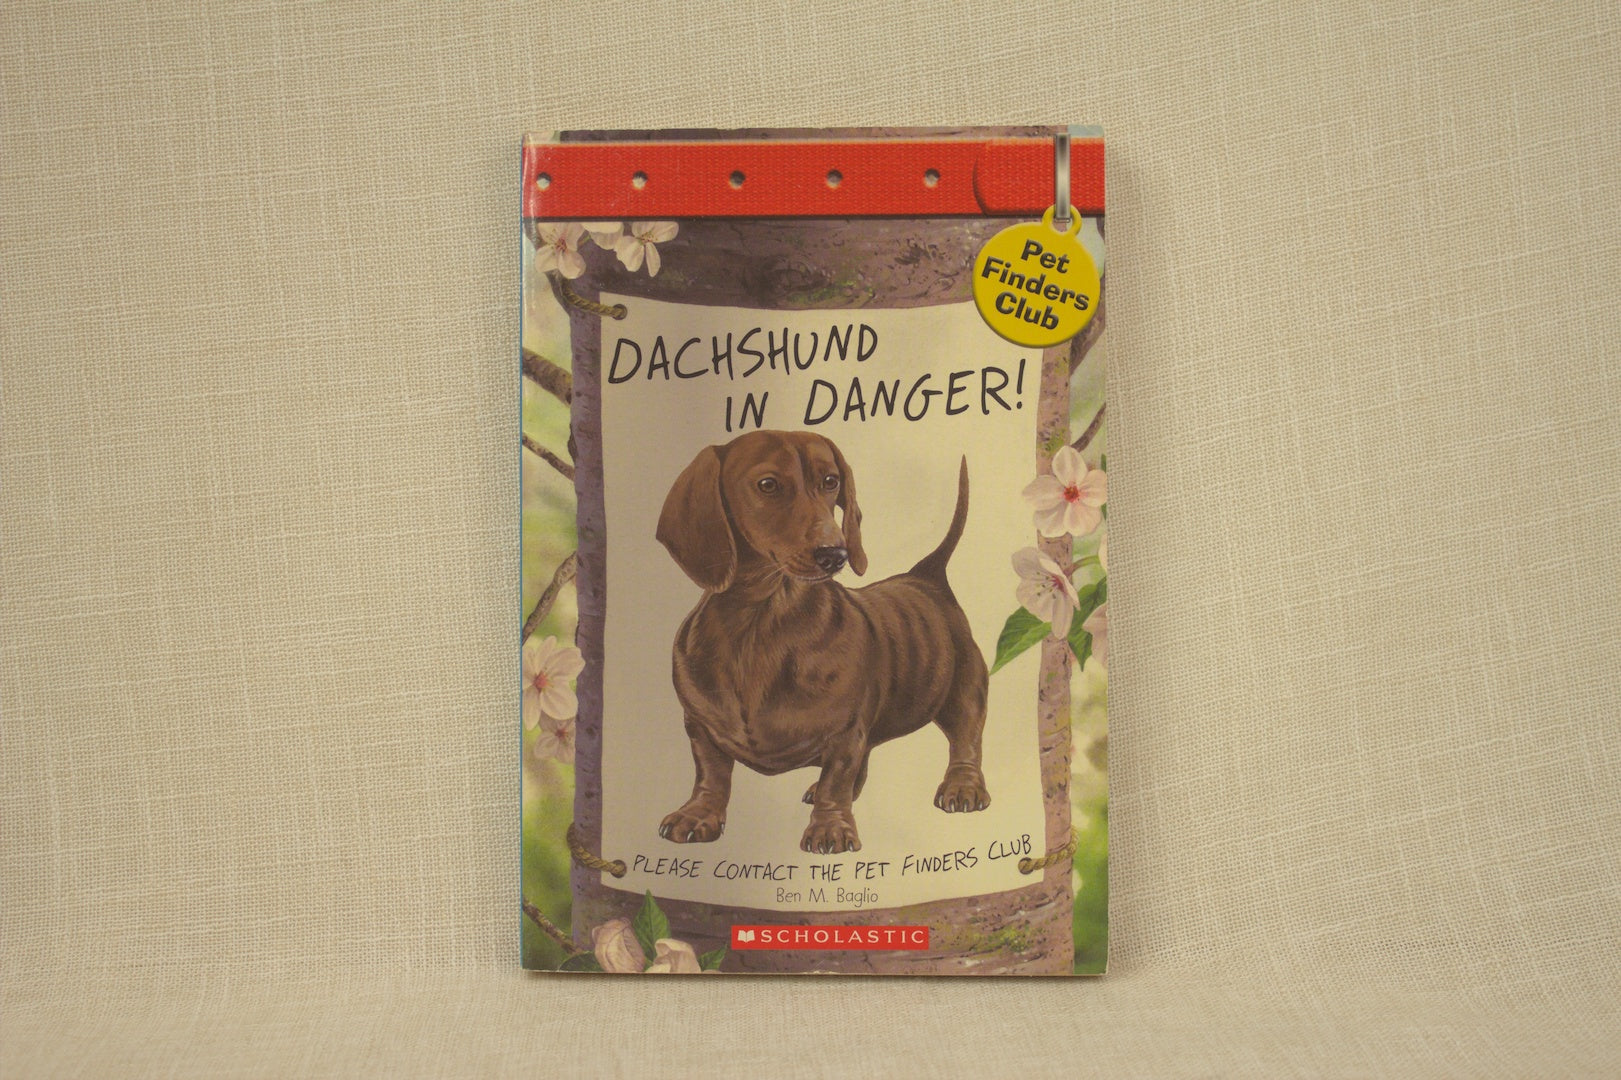 Pet
Finders
Club
DACHSHUND
IN DANGER!
PLEASE CONTACT THE PET FINDERS CLUB
Ben M. Baglio
SCHOLASTIC